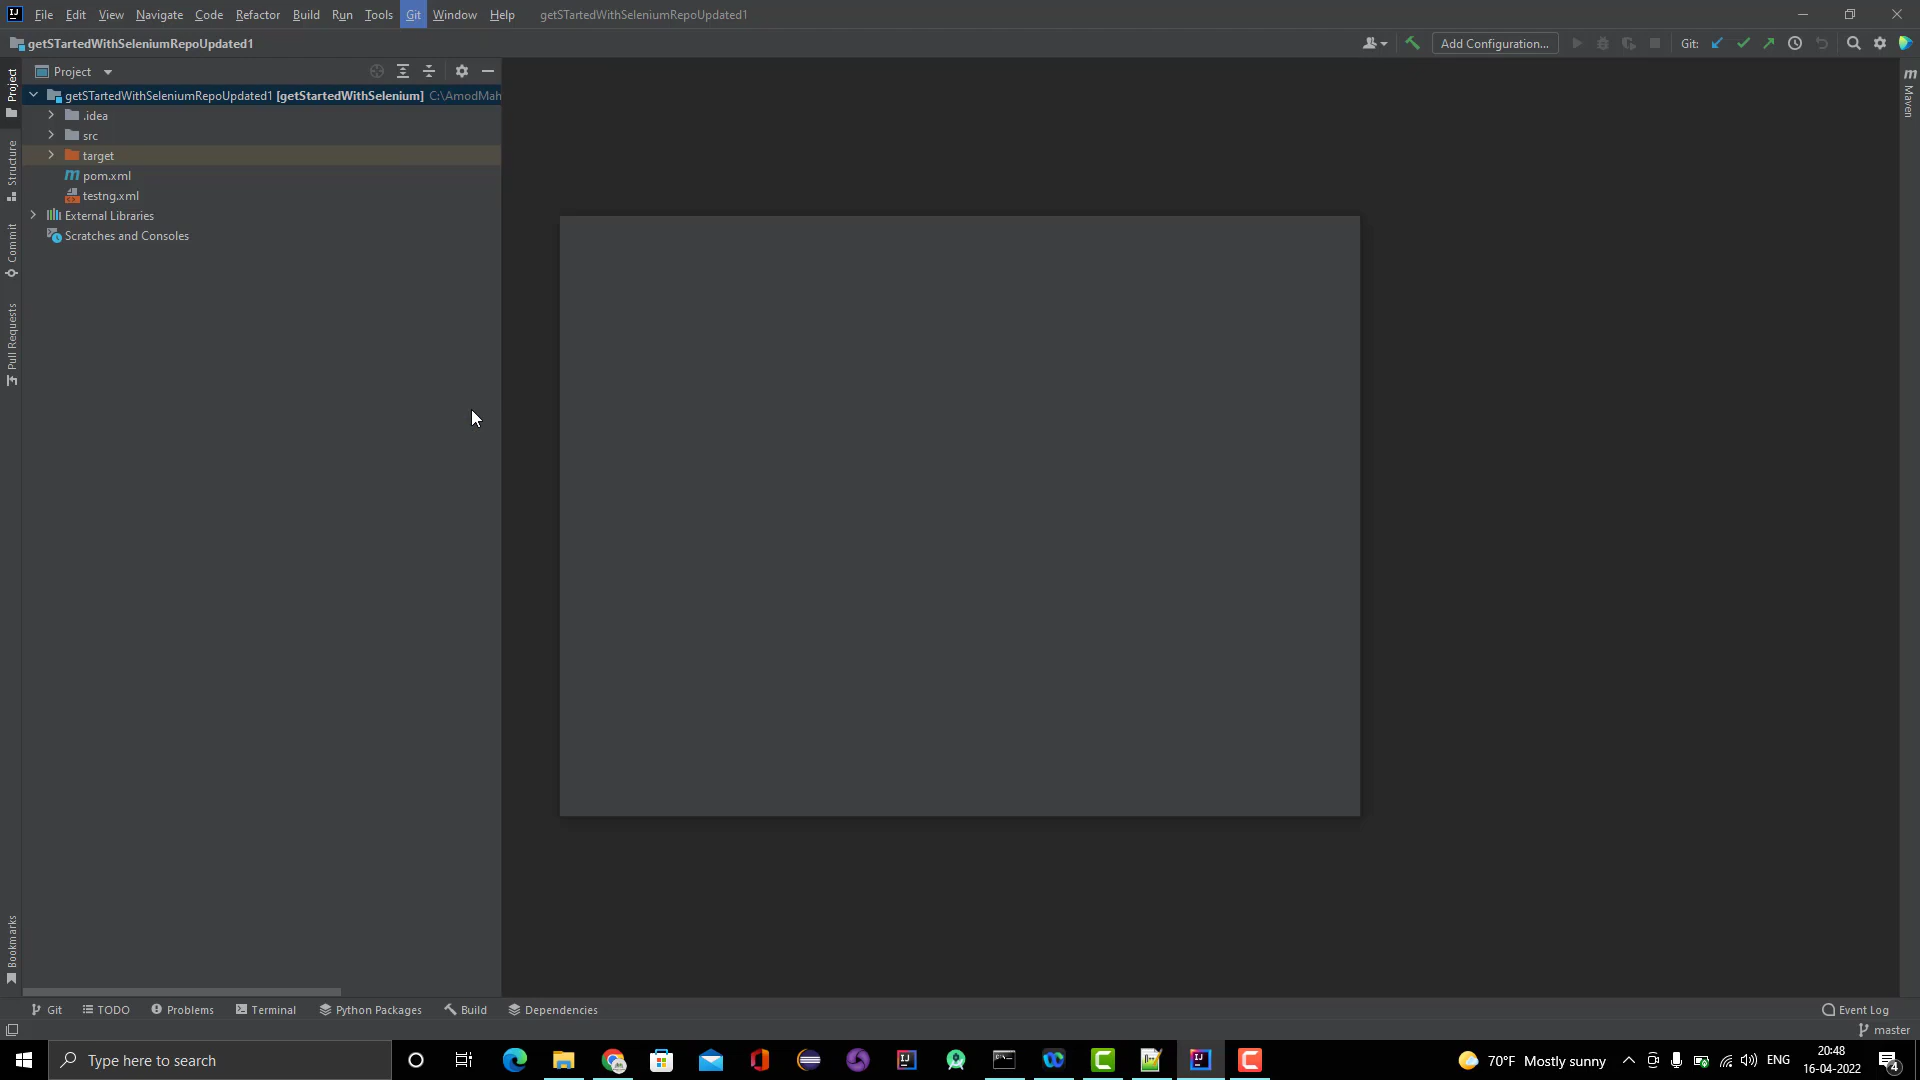 File Edit View Navigate Code Refactor Build Run Tools Git Window Help getSTartedWithSeleniumRepoUpdated1
getSTartedWithSeleniumRepoUpdated1 Add Configuration... Git:
Project
getSTartedWithSeleniumRepoUpdated1 [getStartedWithSelenium] C:\AmodMah
.idea
src
target
pom.xml
testng.xml
External Libraries
Scratches and Consoles
Project
Structure
Commit
Pull Requests
Bookmarks
Maven
Git TODO Problems Terminal Python Packages Build Dependencies Event Log
master
Type here to search
70°F Mostly sunny ENG
20:48
16-04-2022
4